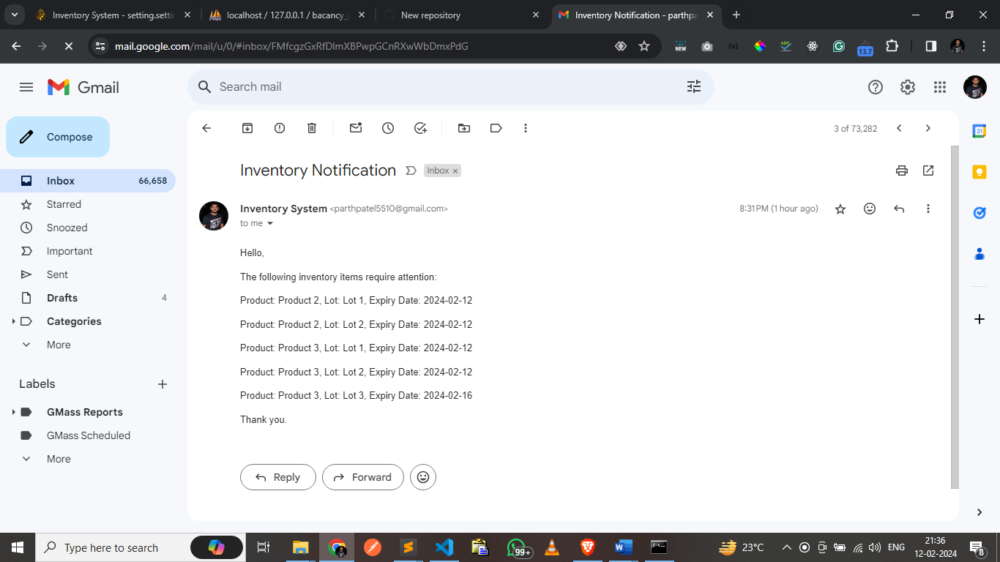 Inventory System - setting.setti
localhost / 127.0.0.1 / bacancy_
New repository
Inventory Notification - parthpa
mail.google.com/mail/u/0/#inbox/FMfcgzGxRfDlmXBPwpGCnRXwWbDmxPdG
NEW
ABC
13.7
Gmail
Search mail
Compose
3 of 73,282
Inbox 66,658
Starred
Snoozed
Important
Sent
Drafts 4
Categories
More
Labels
GMass Reports
GMass Scheduled
More
Inventory Notification Inbox x
Inventory System <parthpatel5510@gmail.com> 8:31 PM (1 hour ago)
to me
Hello,
The following inventory items require attention:
Product: Product 2, Lot: Lot 1, Expiry Date: 2024-02-12
Product: Product 2, Lot: Lot 2, Expiry Date: 2024-02-12
Product: Product 3, Lot: Lot 1, Expiry Date: 2024-02-12
Product: Product 3, Lot: Lot 2, Expiry Date: 2024-02-12
Product: Product 3, Lot: Lot 3, Expiry Date: 2024-02-16
Thank you.
Reply Forward
31
Type here to search
99+
23°C
ENG
21:36
12-02-2024
8